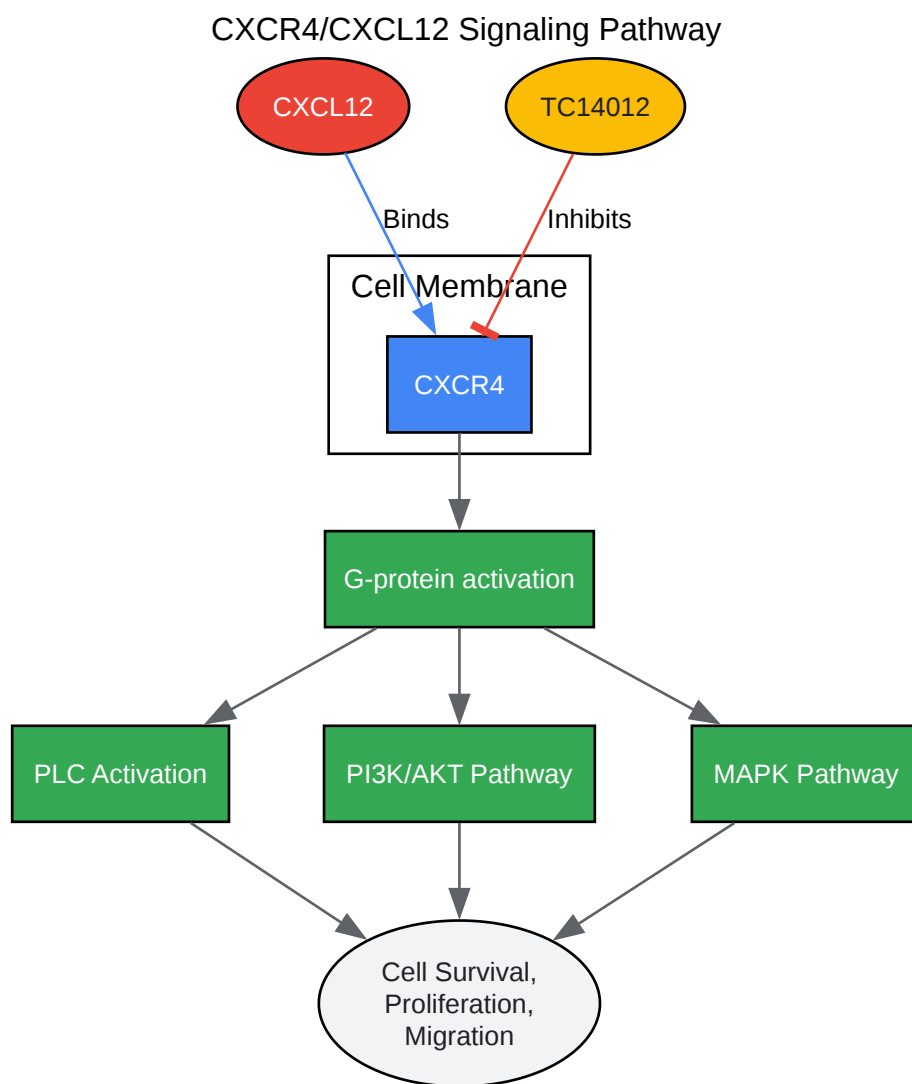 CXCR4/CXCL12 Signaling Pathway
CXCL12
TC14012
Binds
Inhibits
Cell Membrane
CXCR4
G-protein activation
PLC Activation
PI3K/AKT Pathway
MAPK Pathway
Cell Survival,
Proliferation,
Migration